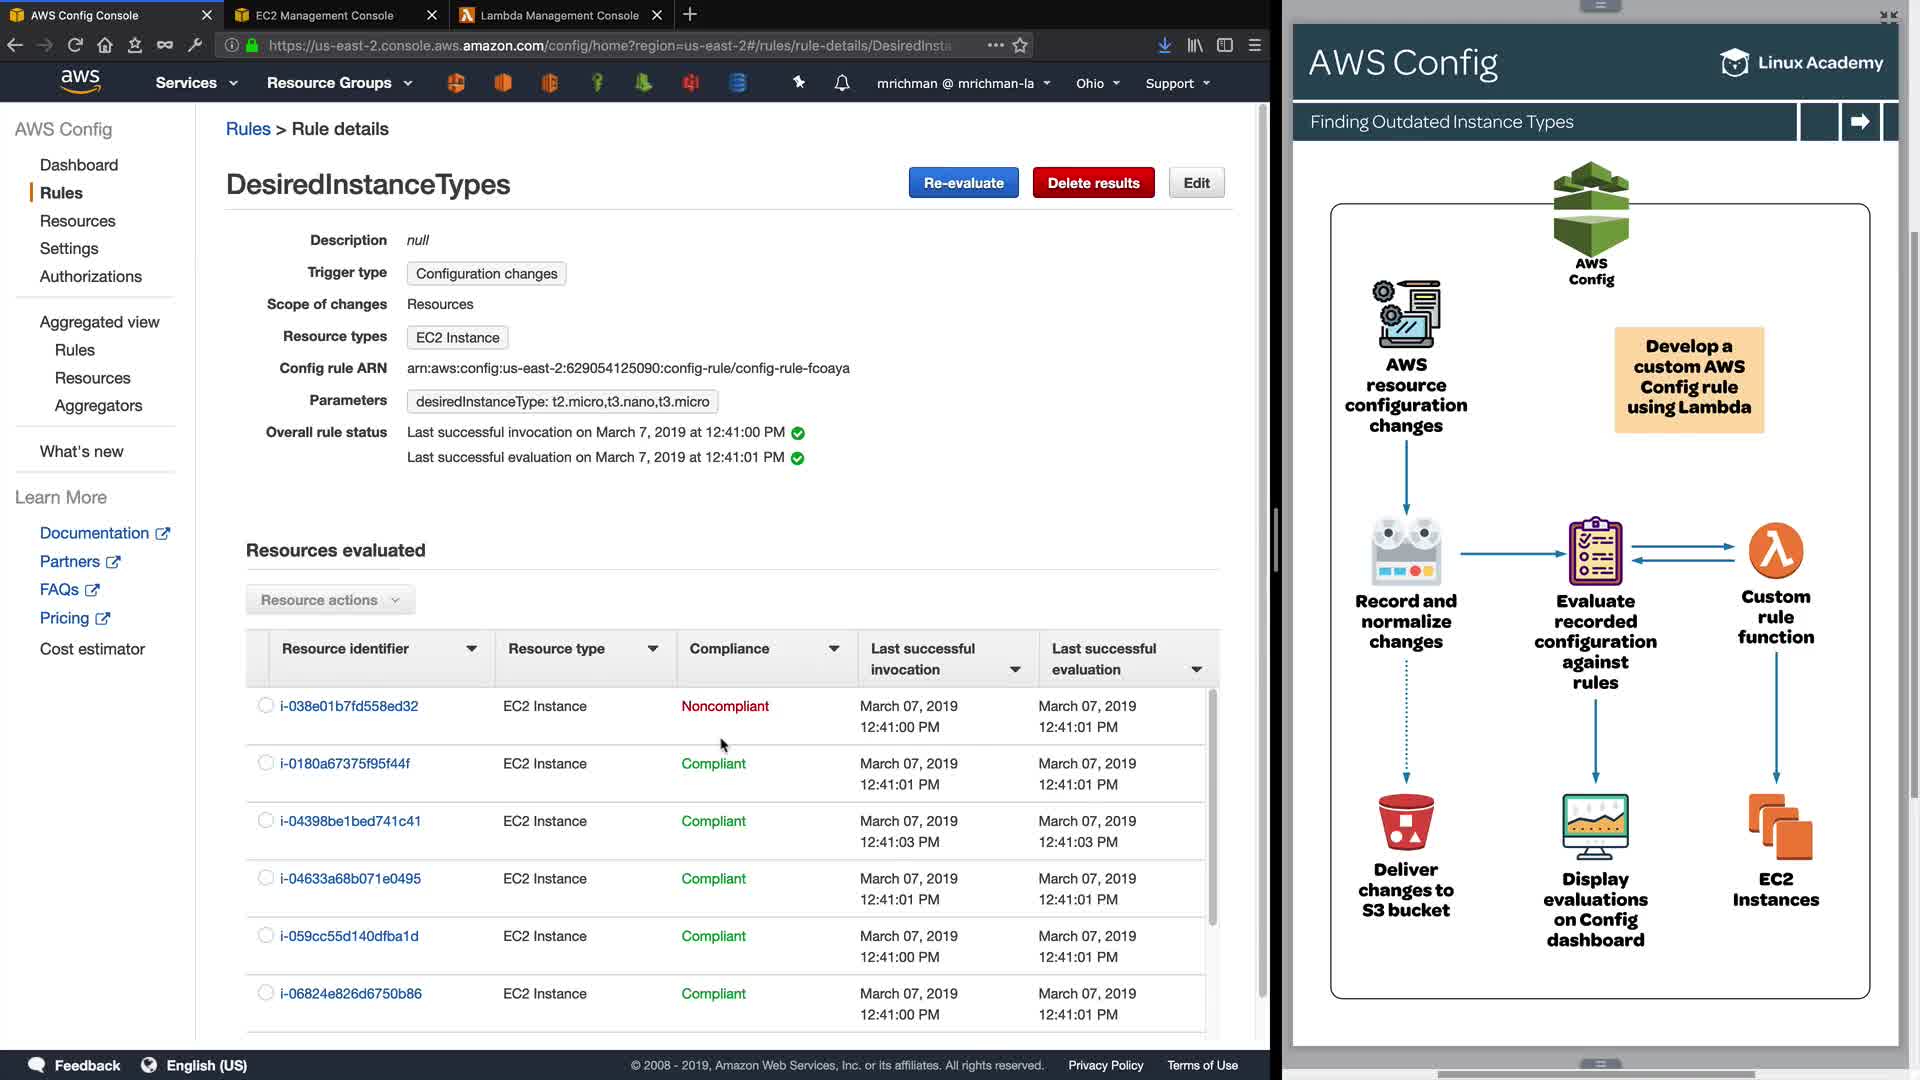 AWS Config Console
EC2 Management Console
Lambda Management Console
https://us-east-2.console.aws.amazon.com/config/home?region=us-east-2#/rules/rule-details/DesiredInsta
aws
Services
Resource Groups
mrichman @ mrichman-la
Ohio
Support
AWS Config
Dashboard
Rules
Resources
Settings
Authorizations
Aggregated view
Rules
Resources
Aggregators
What's new
Learn More
Documentation
Partners
FAQs
Pricing
Cost estimator
Rules > Rule details
DesiredInstanceTypes
Re-evaluate
Delete results
Edit
Description null
Trigger type Configuration changes
Scope of changes Resources
Resource types EC2 Instance
Config rule ARN arn:aws:config:us-east-2:629054125090:config-rule/config-rule-fcoaya
Parameters desiredInstanceType: t2.micro,t3.nano,t3.micro
Overall rule status Last successful invocation on March 7, 2019 at 12:41:00 PM
Last successful evaluation on March 7, 2019 at 12:41:01 PM
Resources evaluated
Resource actions
Resource identifier Resource type Compliance Last successful invocation Last successful evaluation
i-038e01b7fd558ed32 EC2 Instance Noncompliant March 07, 2019 March 07, 2019
12:41:00 PM 12:41:01 PM
i-0180a67375f95f44f EC2 Instance Compliant March 07, 2019 March 07, 2019
12:41:01 PM 12:41:01 PM
i-04398be1bed741c41 EC2 Instance Compliant March 07, 2019 March 07, 2019
12:41:03 PM 12:41:03 PM
i-04633a68b071e0495 EC2 Instance Compliant March 07, 2019 March 07, 2019
12:41:01 PM 12:41:01 PM
i-059cc55d140dfba1d EC2 Instance Compliant March 07, 2019 March 07, 2019
12:41:00 PM 12:41:01 PM
i-06824e826d6750b86 EC2 Instance Compliant March 07, 2019 March 07, 2019
12:41:00 PM 12:41:01 PM
Feedback
English (US)
© 2008 - 2019, Amazon Web Services, Inc. or its affiliates. All rights reserved.
Privacy Policy
Terms of Use
AWS Config
Linux Academy
Finding Outdated Instance Types
AWS
Config
AWS
resource
configuration
changes
Develop a
custom AWS
Config rule
using Lambda
Record and
normalize
changes
Evaluate
recorded
configuration
against
rules
Custom
rule
function
Deliver
changes to
S3 bucket
Display
evaluations
on Config
dashboard
EC2
Instances